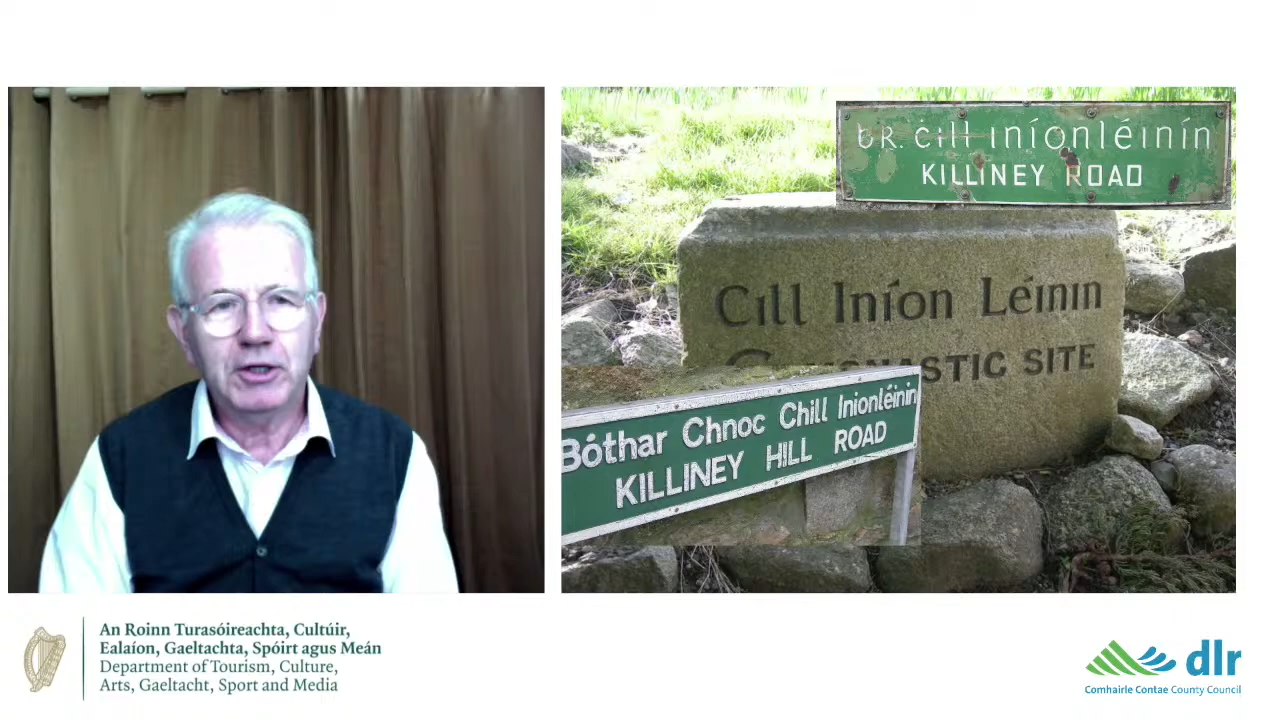 BR. Cill Iníonléinín
KILLINEY ROAD
Cill Iníon Léinin
MONASTIC SITE
Bóthar Chnoc Chill Inionléinin
KILLINEY HILL ROAD
An Roinn Turasóireachta, Cultúir,
Ealaíon, Gaeltachta, Spóirt agus Meán
Department of Tourism, Culture,
Arts, Gaeltacht, Sport and Media
dlr
Comhairle Contae County Council